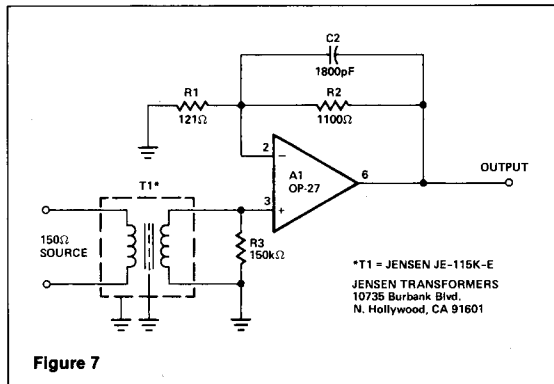 C2
1800pF
R1
121Ω
R2
1100Ω
2
−
A1
OP-27
6
OUTPUT
3
+
T1*
150Ω
SOURCE
R3
150kΩ
*T1 = JENSEN JE-115K-E
JENSEN TRANSFORMERS
10735 Burbank Blvd.
N. Hollywood, CA 91601
Figure 7